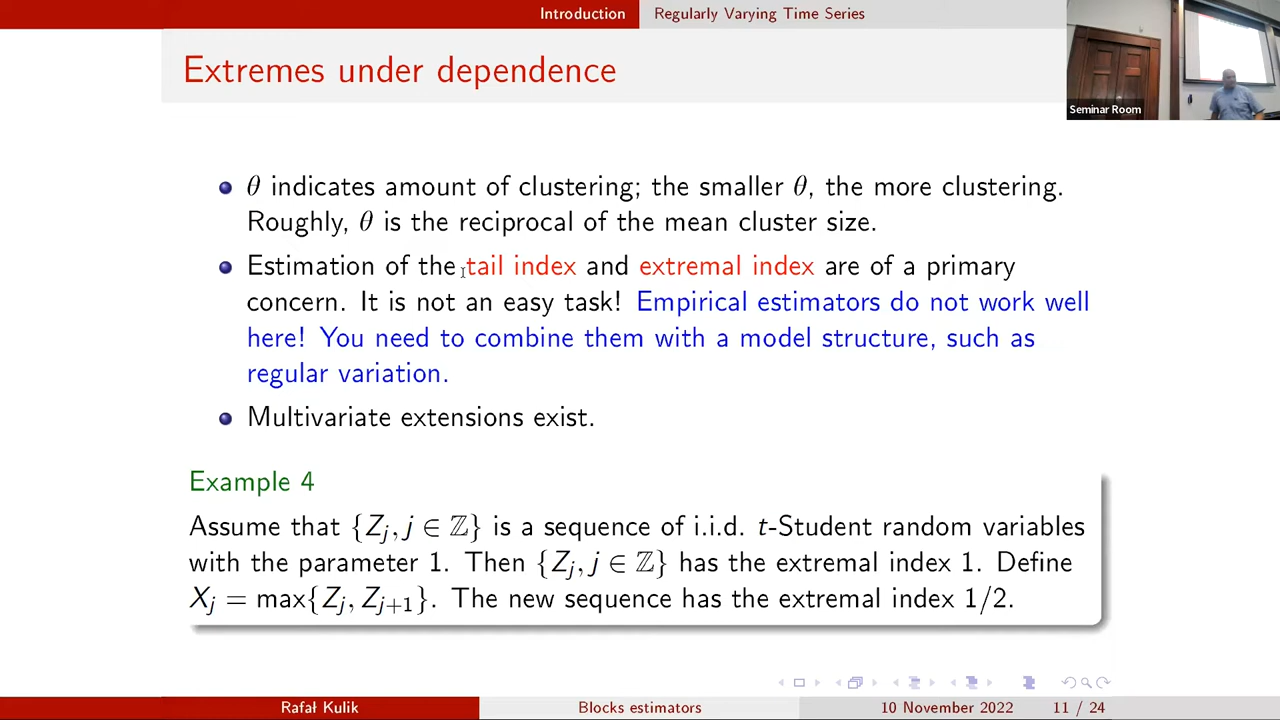 Introduction Regularly Varying Time Series
Extremes under dependence
Seminar Room
θ indicates amount of clustering; the smaller θ, the more clustering.
Roughly, θ is the reciprocal of the mean cluster size.
Estimation of the tail index and extremal index are of a primary
concern. It is not an easy task! Empirical estimators do not work well
here! You need to combine them with a model structure, such as
regular variation.
Multivariate extensions exist.
Example 4
Assume that {Z_j, j ∈ ℤ} is a sequence of i.i.d. t-Student random variables
with the parameter 1. Then {Z_j, j ∈ ℤ} has the extremal index 1. Define
X_j = max{Z_j, Z_{j+1}}. The new sequence has the extremal index 1/2.
Rafał Kulik Blocks estimators 10 November 2022 11 / 24